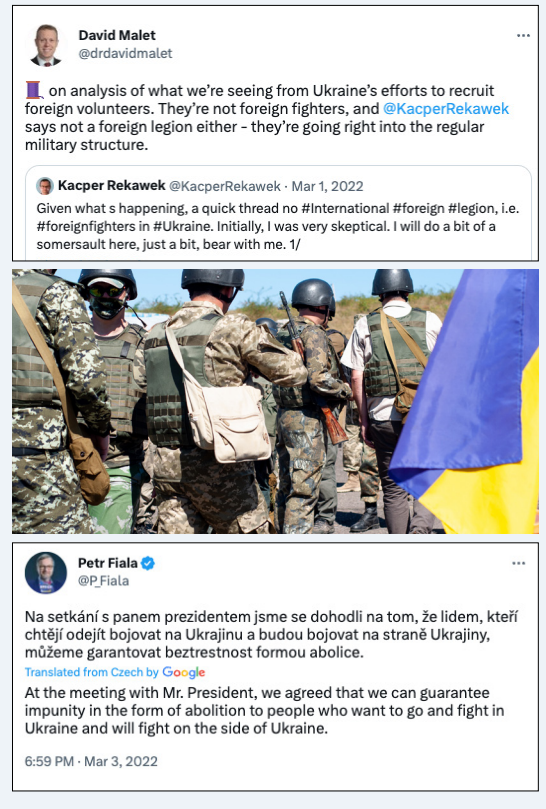 David Malet
@drdavidmalet
🧵 on analysis of what we’re seeing from Ukraine’s efforts to recruit
foreign volunteers. They’re not foreign fighters, and @KacperRekawek
says not a foreign legion either - they’re going right into the regular
military structure.
Kacper Rekawek @KacperRekawek · Mar 1, 2022
Given what s happening, a quick thread no #International #foreign #legion, i.e.
#foreignfighters in #Ukraine. Initially, I was very skeptical. I will do a bit of a
somersault here, just a bit, bear with me. 1/
Petr Fiala
@P_Fiala
Na setkání s panem prezidentem jsme se dohodli na tom, že lidem, kteří
chtějí odejít bojovat na Ukrajinu a budou bojovat na straně Ukrajiny,
můžeme garantovat beztrestnost formou abolice.
Translated from Czech by Google
At the meeting with Mr. President, we agreed that we can guarantee
impunity in the form of abolition to people who want to go and fight in
Ukraine and will fight on the side of Ukraine.
6:59 PM · Mar 3, 2022